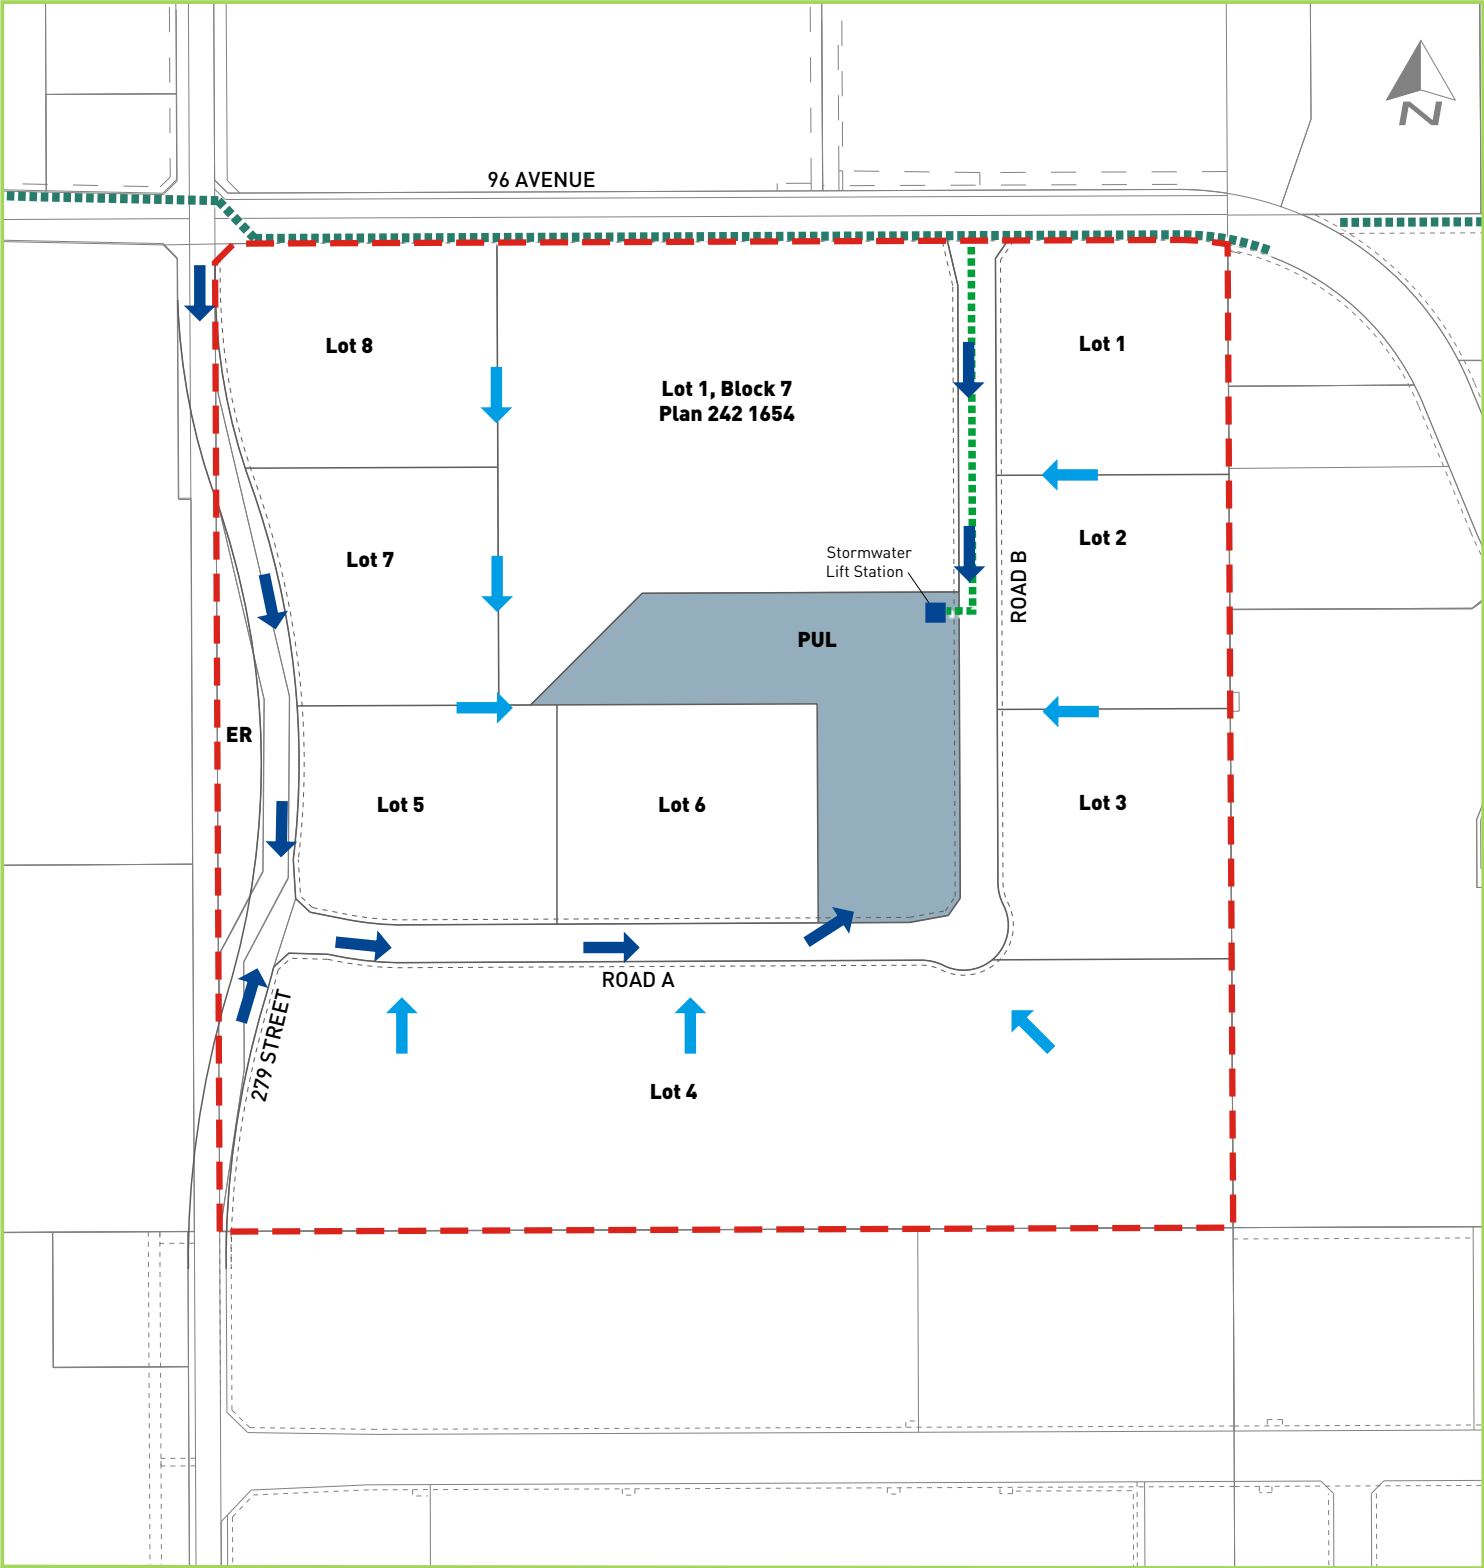 N
96 AVENUE
Lot 8
Lot 1
Lot 1, Block 7
Plan 242 1654
Lot 7
Stormwater
Lift Station
ROAD B
Lot 2
PUL
ER
Lot 5
Lot 6
Lot 3
ROAD A
279 STREET
Lot 4